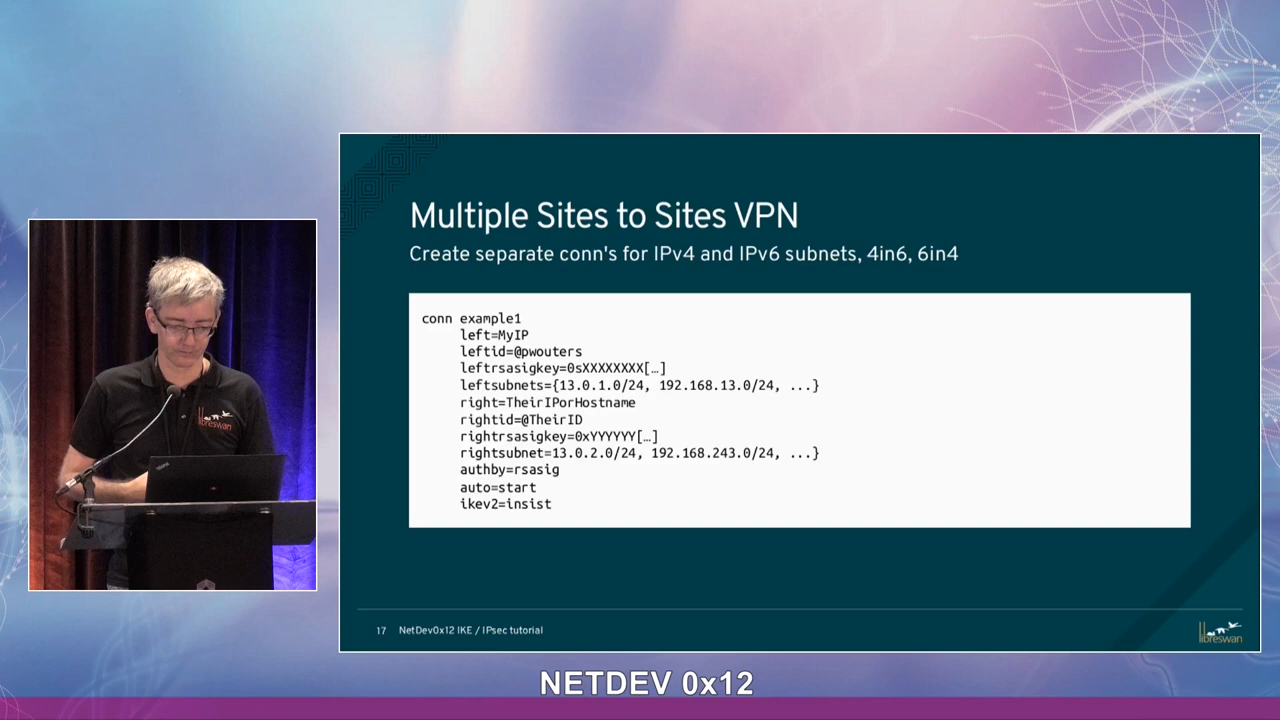 Multiple Sites to Sites VPN
Create separate conn's for IPv4 and IPv6 subnets, 4in6, 6in4
conn example1
left=MyIP
leftid=@pwouters
leftrsasigkey=0sXXXXXXXX[…]
leftsubnets={13.0.1.0/24, 192.168.13.0/24, ...}
right=TheirIPorHostname
rightid=@TheirID
rightrsasigkey=0xYYYYYY[…]
rightsubnet=13.0.2.0/24, 192.168.243.0/24, ...}
authby=rsasig
auto=start
ikev2=insist
17 NetDev0x12 IKE / IPsec tutorial
libreswan
libreswan
NETDEV 0x12